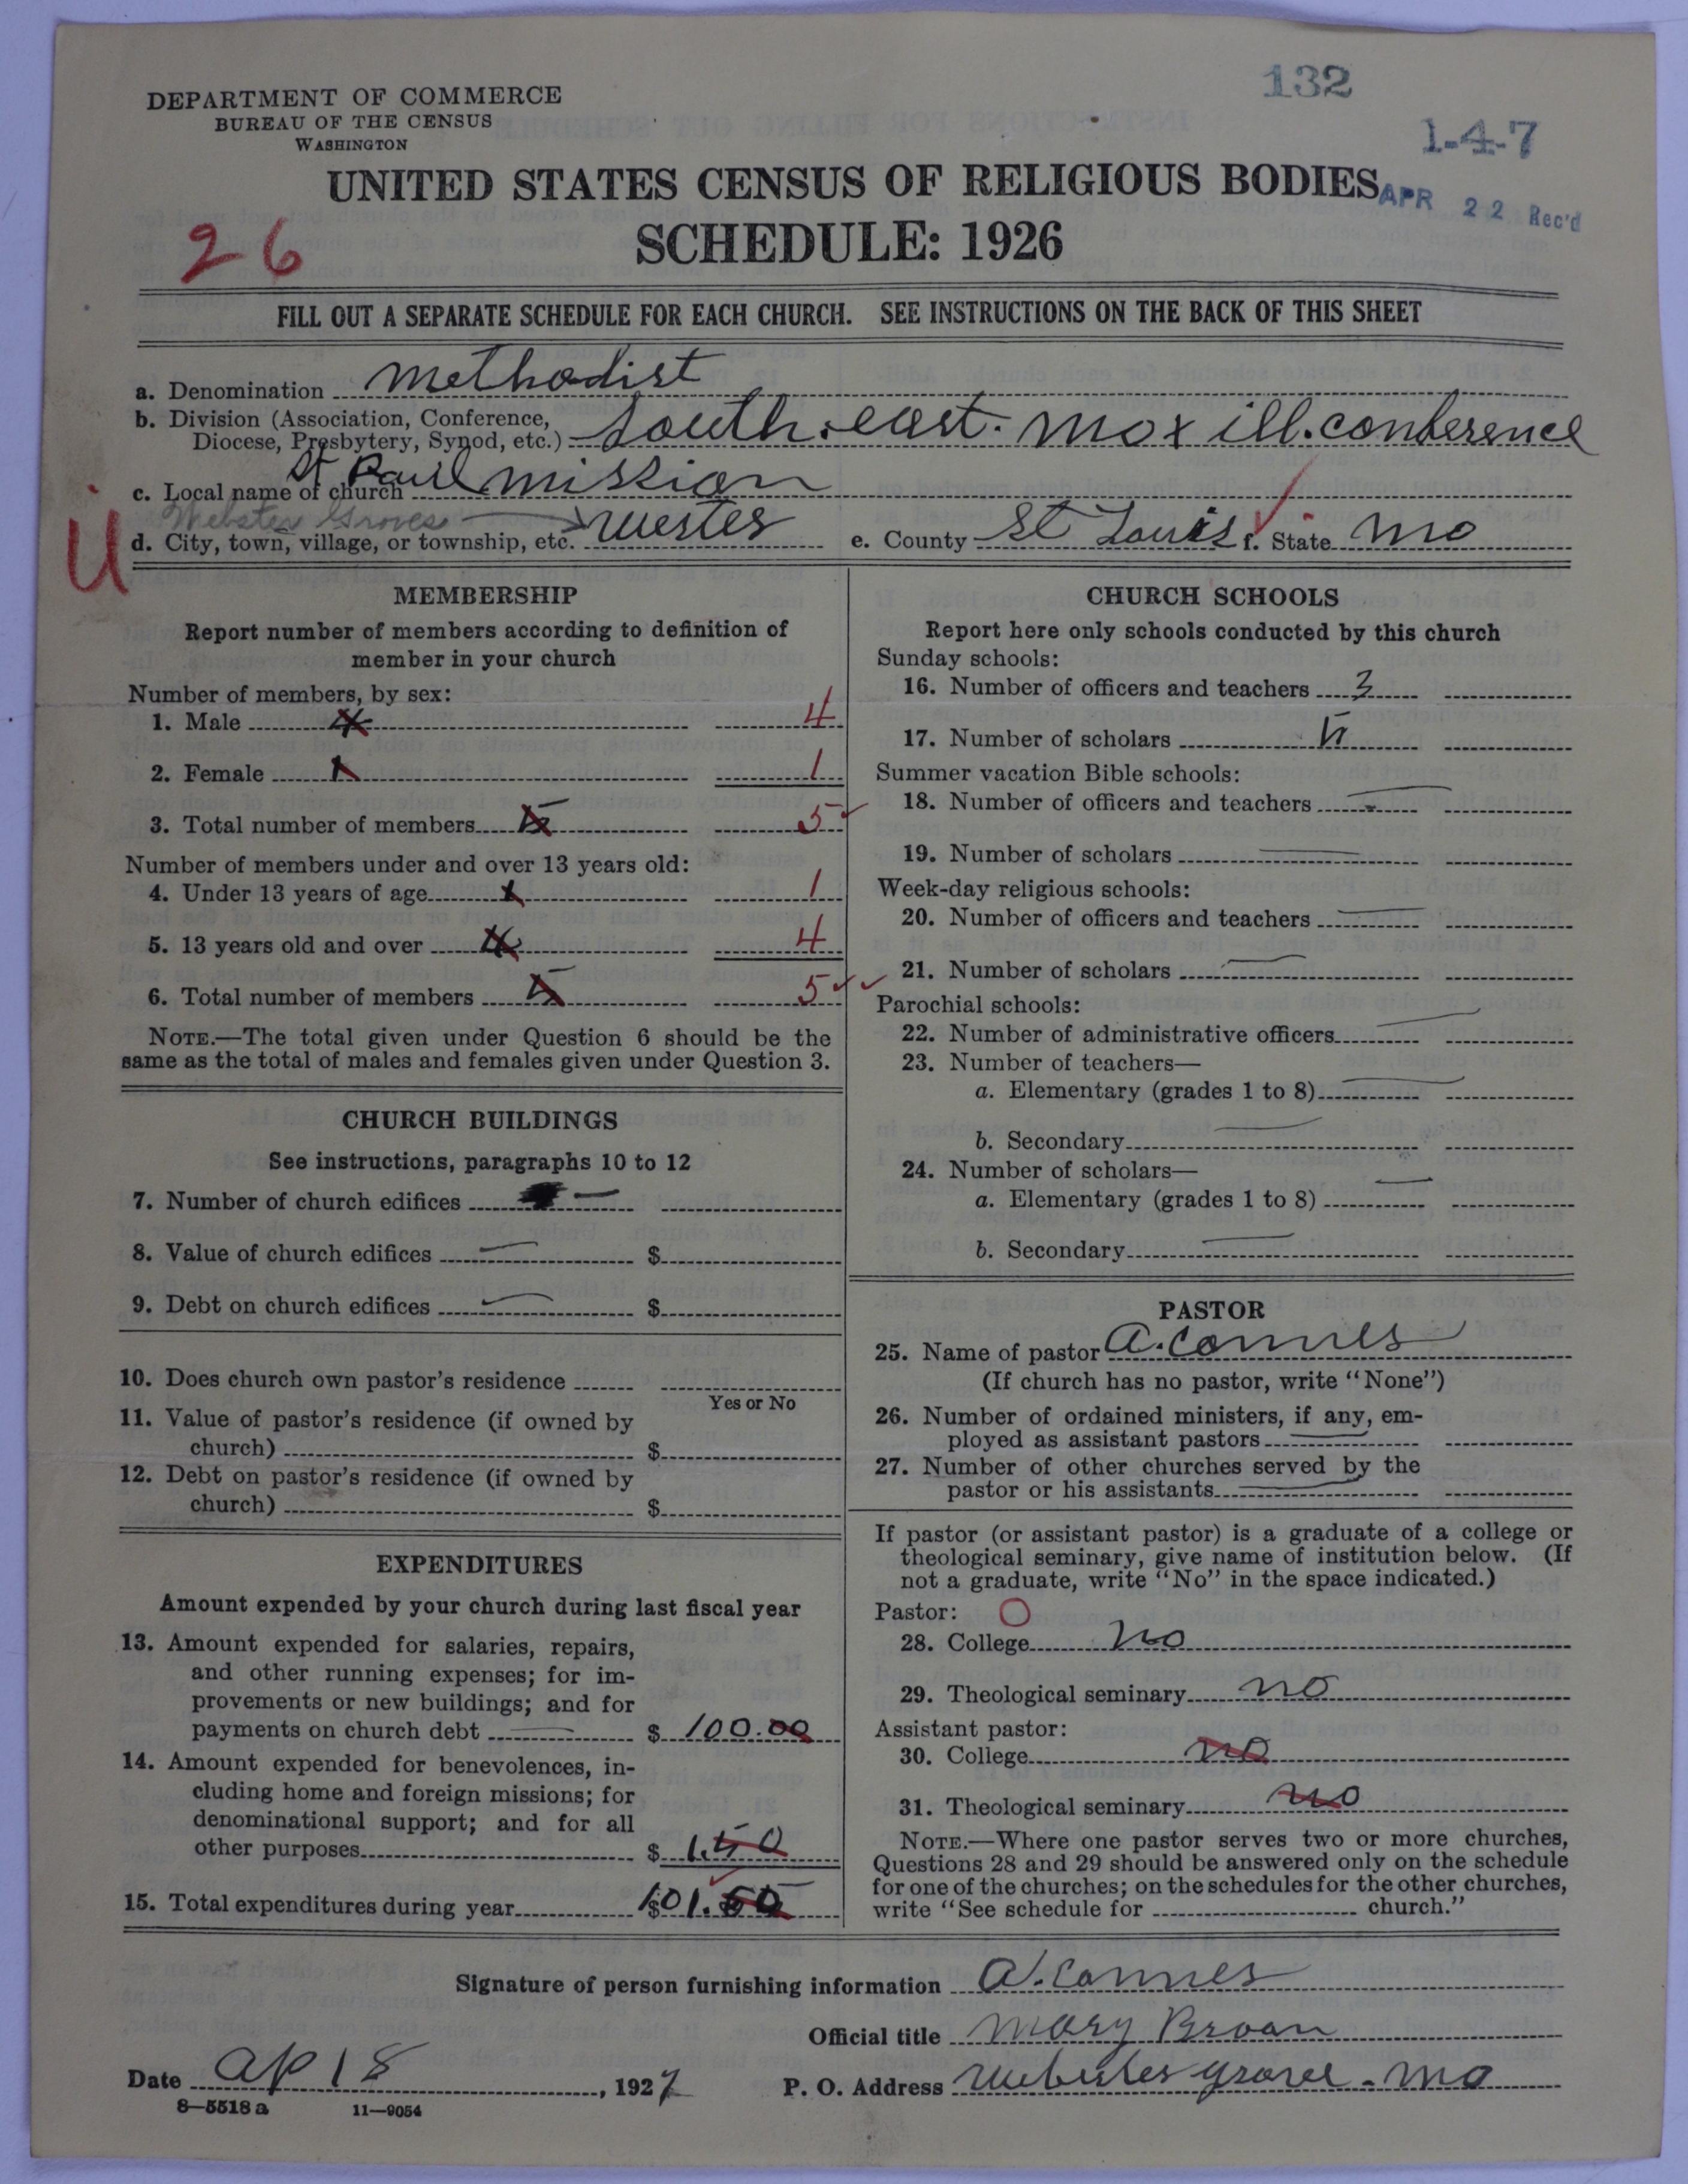 132
DEPARTMENT OF COMMERCE
BUREAU OF THE CENSUS
WASHINGTON
1-4-7
UNITED STATES CENSUS OF RELIGIOUS BODIES
APR 22 Rec'd
SCHEDULE: 1926
26
FILL OUT A SEPARATE SCHEDULE FOR EACH CHURCH. SEE INSTRUCTIONS ON THE BACK OF THIS SHEET
a. Denomination methodist
b. Division (Association, Conference,
Diocese, Presbytery, Synod, etc.) South. east. mo x ill. conference
c. Local name of church St Paul mission
Webster Groves
U
d. City, town, village, or township, etc. e. County St Louis f. State mo
MEMBERSHIP
Report number of members according to definition of
member in your church
Number of members, by sex:
1. Male 4 4
2. Female 1 1
3. Total number of members 5 5
Number of members under and over 13 years old:
4. Under 13 years of age 1 1
5. 13 years old and over 4 4
6. Total number of members 5 5
NOTE.—The total given under Question 6 should be the
same as the total of males and females given under Question 3.
CHURCH BUILDINGS
See instructions, paragraphs 10 to 12
7. Number of church edifices —
8. Value of church edifices — $
9. Debt on church edifices — $
10. Does church own pastor's residence
Yes or No
11. Value of pastor's residence (if owned by
church) $
12. Debt on pastor's residence (if owned by
church) $
EXPENDITURES
Amount expended by your church during last fiscal year
13. Amount expended for salaries, repairs,
and other running expenses; for im-
provements or new buildings; and for
payments on church debt — $ 100.00
14. Amount expended for benevolences, in-
cluding home and foreign missions; for
denominational support; and for all
other purposes $ 1.50
15. Total expenditures during year $101.50
CHURCH SCHOOLS
Report here only schools conducted by this church
Sunday schools:
16. Number of officers and teachers 3
17. Number of scholars
Summer vacation Bible schools:
18. Number of officers and teachers —
19. Number of scholars —
Week-day religious schools:
20. Number of officers and teachers —
21. Number of scholars —
Parochial schools:
22. Number of administrative officers —
23. Number of teachers—
a. Elementary (grades 1 to 8) —
b. Secondary —
24. Number of scholars—
a. Elementary (grades 1 to 8) —
b. Secondary —
PASTOR
25. Name of pastor A. Connes
(If church has no pastor, write "None")
26. Number of ordained ministers, if any, em-
ployed as assistant pastors —
27. Number of other churches served by the
pastor or his assistants —
If pastor (or assistant pastor) is a graduate of a college or
theological seminary, give name of institution below. (If
not a graduate, write "No" in the space indicated.)
Pastor: O
28. College no
29. Theological seminary no
Assistant pastor:
30. College no
31. Theological seminary no
NOTE.—Where one pastor serves two or more churches,
Questions 28 and 29 should be answered only on the schedule
for one of the churches; on the schedules for the other churches,
write "See schedule for church."
Signature of person furnishing information A. Connes
Official title Mary Broan
Date Ap 18, 1927 P. O. Address mo
8—5518 a 11—9054